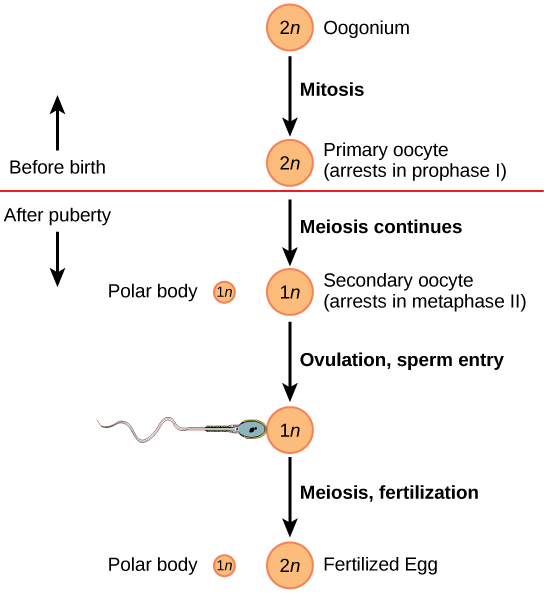 2n Oogonium
Mitosis
2n Primary oocyte
(arrests in prophase I)
Before birth
After puberty
Meiosis continues
Polar body 1n 1n Secondary oocyte
(arrests in metaphase II)
Ovulation, sperm entry
1n
Meiosis, fertilization
Polar body 1n 2n Fertilized Egg